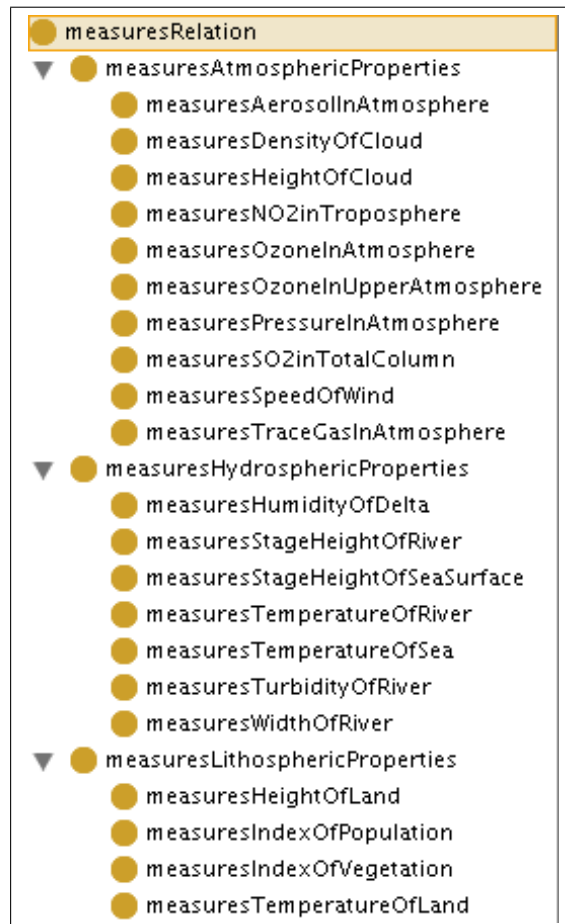 measuresRelation
measuresAtmosphericProperties
measuresAerosolInAtmosphere
measuresDensityOfCloud
measuresHeightOfCloud
measuresNO2inTroposphere
measuresOzoneInAtmosphere
measuresOzoneInUpperAtmosphere
measuresPressureInAtmosphere
measuresSO2inTotalColumn
measuresSpeedOfWind
measuresTraceGasInAtmosphere
measuresHydrosphericProperties
measuresHumidityOfDelta
measuresStageHeightOfRiver
measuresStageHeightOfSeaSurface
measuresTemperatureOfRiver
measuresTemperatureOfSea
measuresTurbidityOfRiver
measuresWidthOfRiver
measuresLithosphericProperties
measuresHeightOfLand
measuresIndexOfPopulation
measuresIndexOfVegetation
measuresTemperatureOfLand